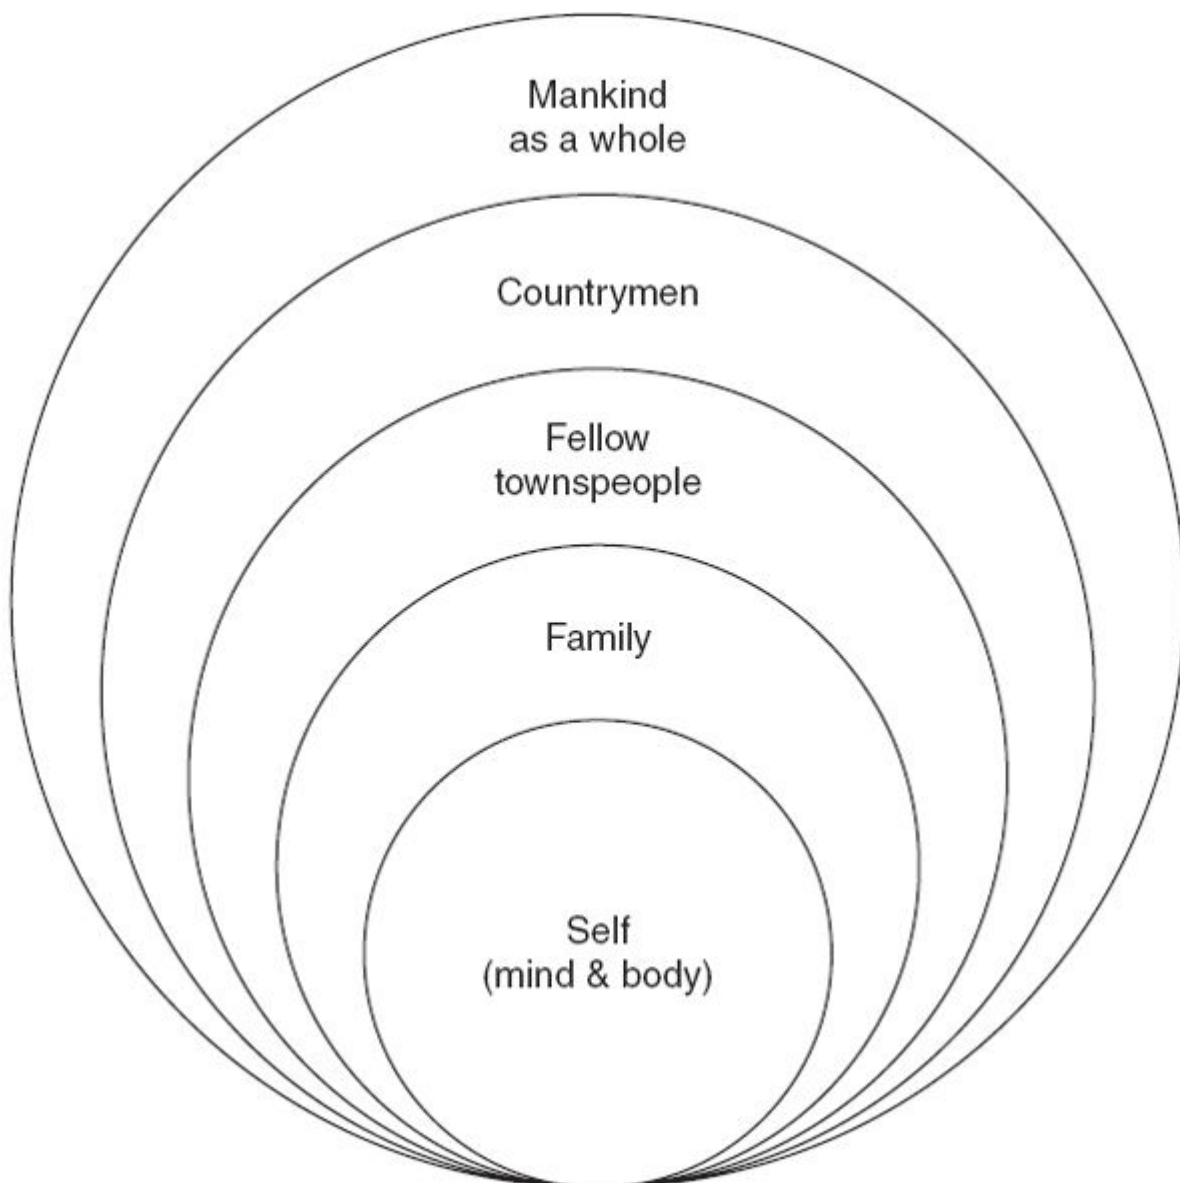 Mankind
as a whole
Countrymen
Fellow
townspeople
Family
Self
(mind & body)